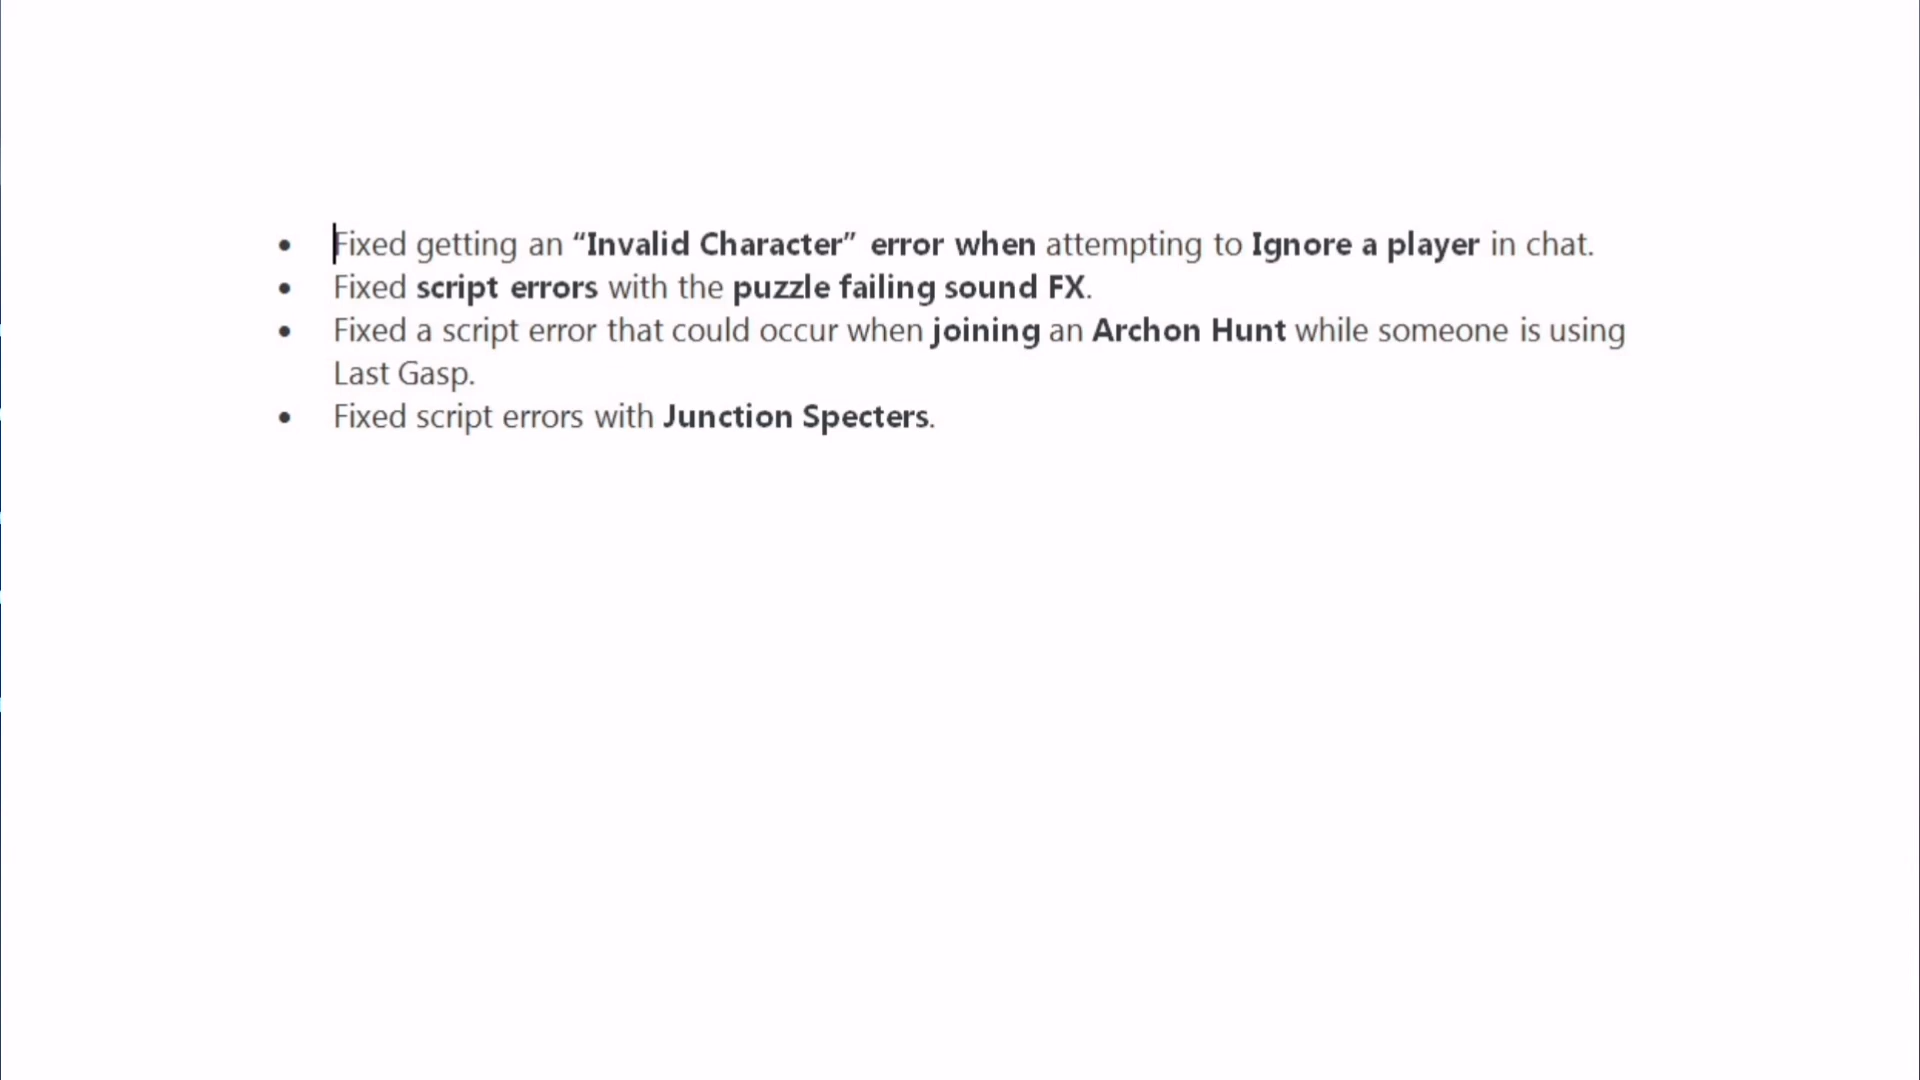 • Fixed getting an “Invalid Character” error when attempting to Ignore a player in chat.
• Fixed script errors with the puzzle failing sound FX.
• Fixed a script error that could occur when joining an Archon Hunt while someone is using
Last Gasp.
• Fixed script errors with Junction Specters.